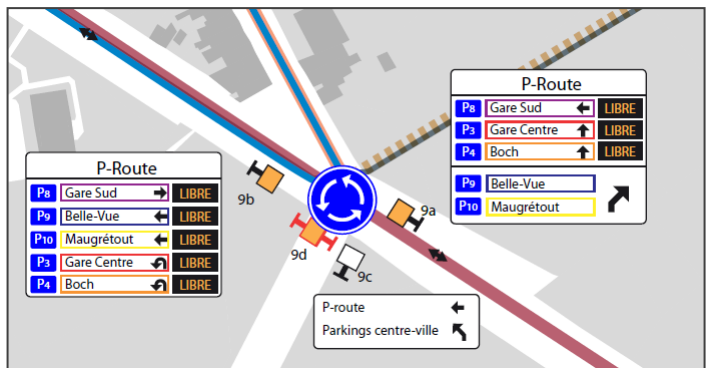 P-Route
P8 Gare Sud LIBRE
P3 Gare Centre LIBRE
P4 Boch LIBRE
P9 Belle-Vue
P10 Maugrétout
P-Route
P8 Gare Sud LIBRE
P9 Belle-Vue LIBRE
P10 Maugrétout LIBRE
P3 Gare Centre LIBRE
P4 Boch LIBRE
9b
9a
9d
9c
P-route
Parkings centre-ville